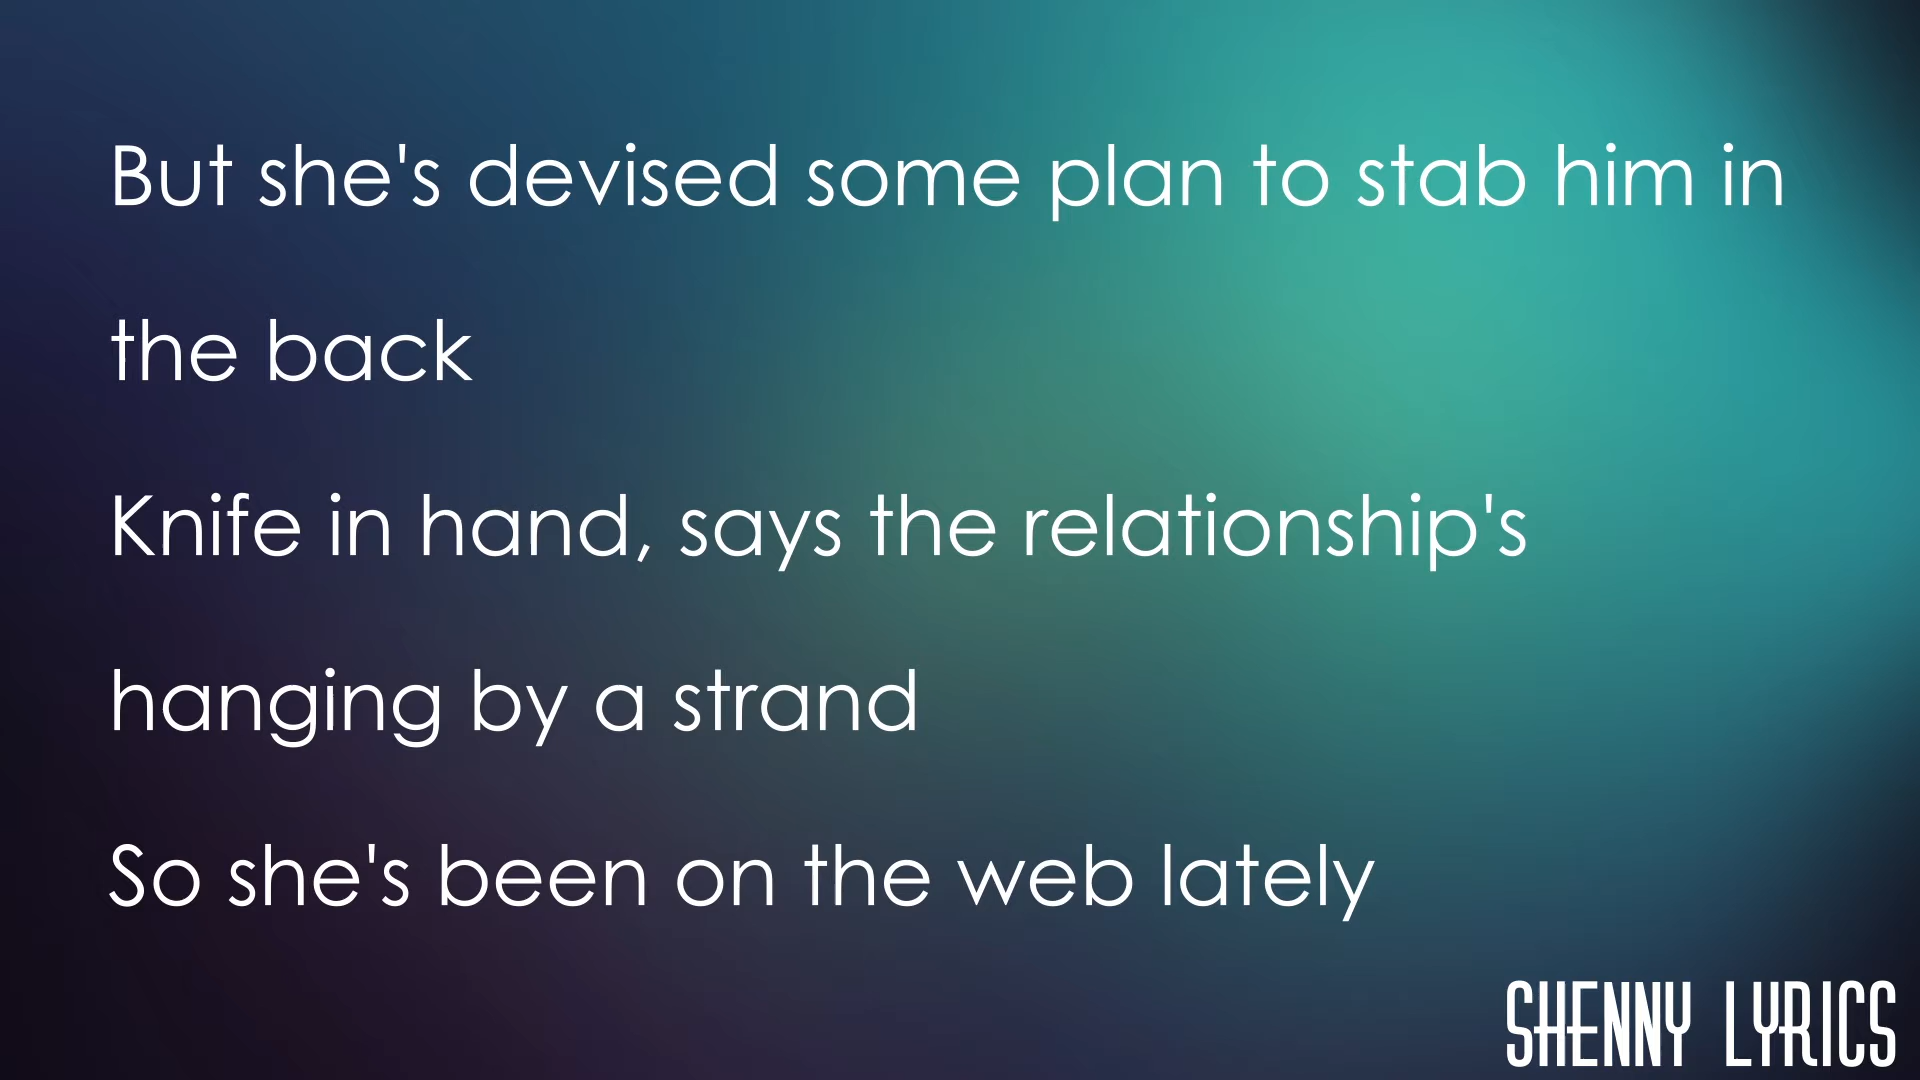 But she's devised some plan to stab him in
the back
Knife in hand, says the relationship's
hanging by a strand
So she's been on the web lately
SHENNY LYRICS